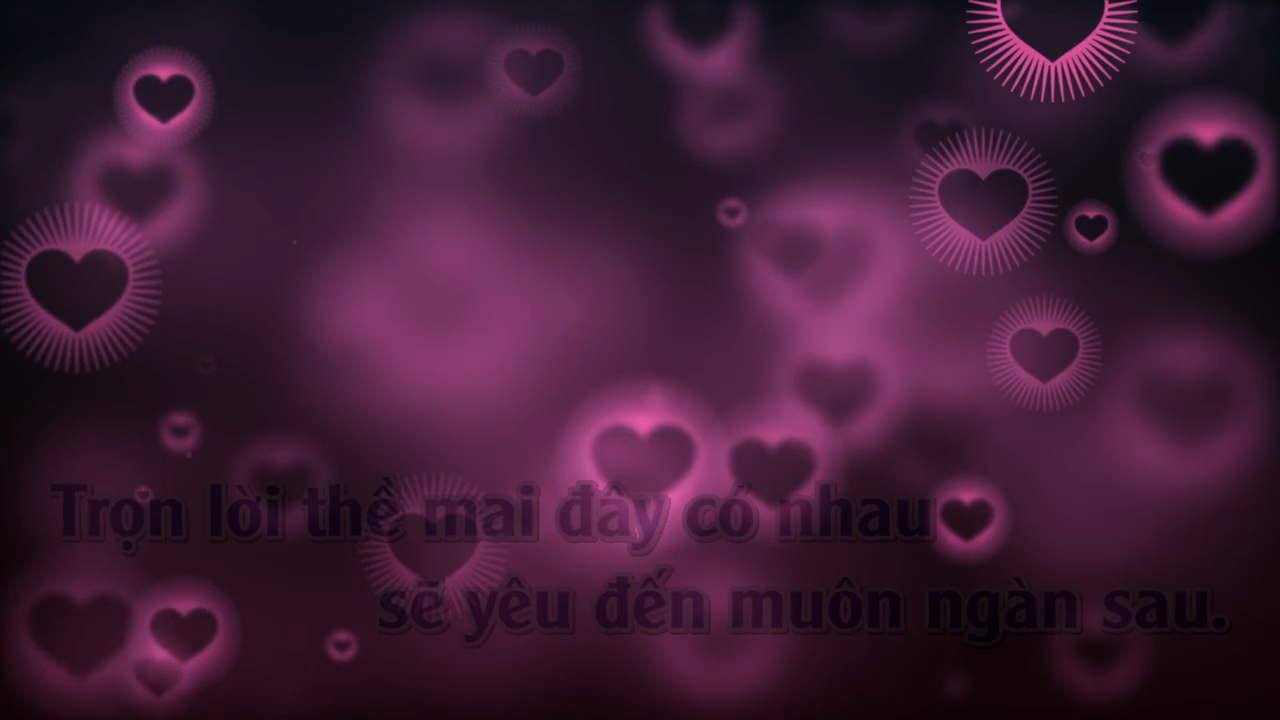 Trọn lời thề mai đây có nhau
sẽ yêu đến muôn ngàn sau.